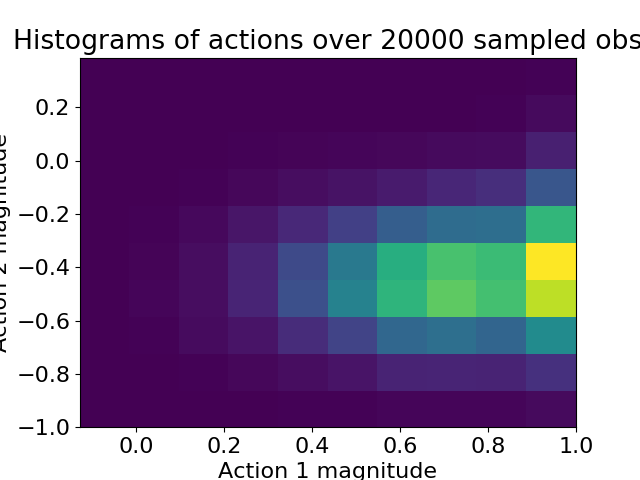 Histograms of actions over 20000 sampled obs
Action 2 magnitude
0.2
0.0
−0.2
−0.4
−0.6
−0.8
−1.0
0.0 0.2 0.4 0.6 0.8 1.0
Action 1 magnitude